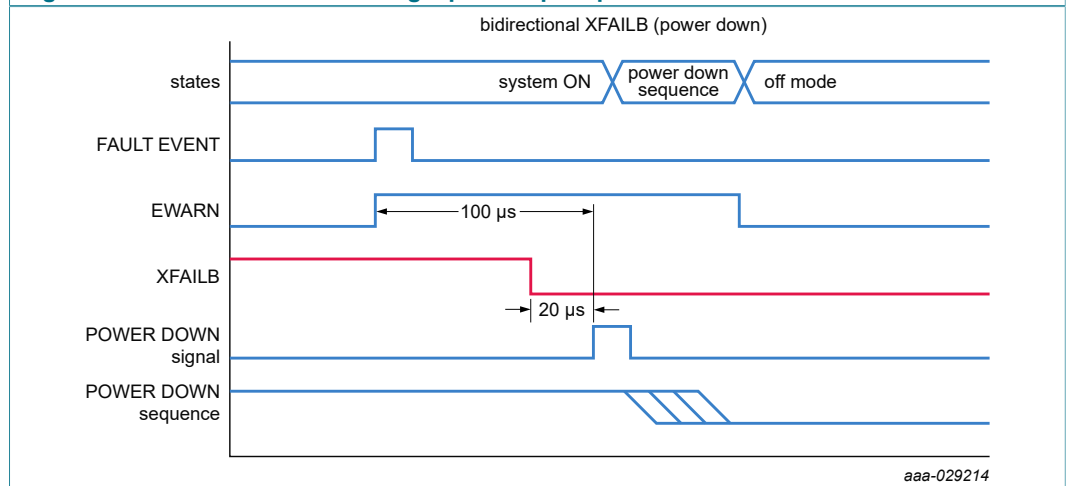 bidirectional XFAILB (power down)
states
system ON
power down
sequence
off mode
FAULT EVENT
EWARN
100 µs
XFAILB
20 µs
POWER DOWN
signal
POWER DOWN
sequence
aaa-029214